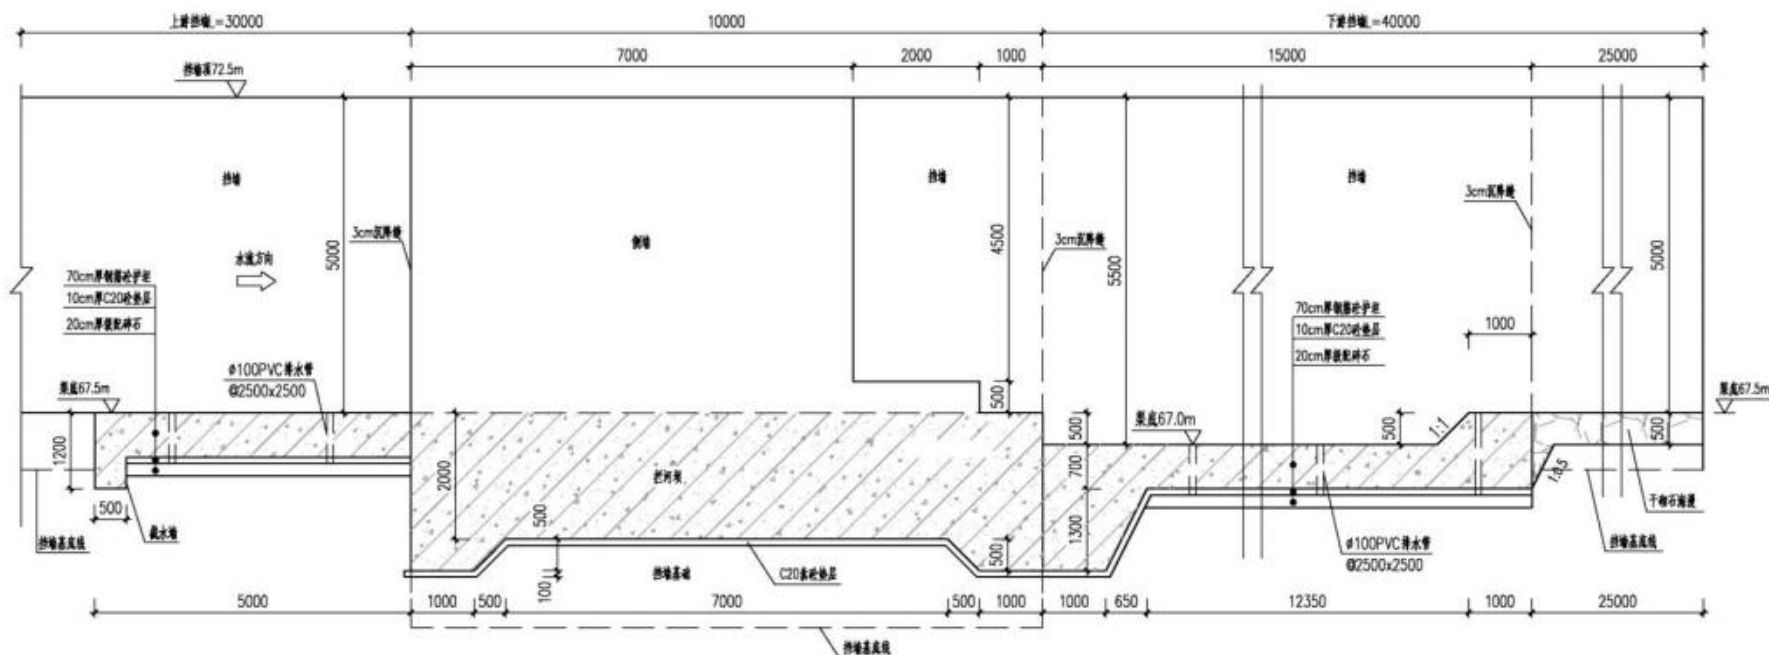 上游挡墙L=30000
10000
下游挡墙L=40000
7000
2000
1000
15000
25000
挡墙顶72.5m
挡墙
挡墙
挡墙
3cm沉降缝
3cm沉降缝
3cm沉降缝
侧墙
水流方向
5000
4500
5500
5000
70cm厚钢筋砼护坦
10cm厚C20砼垫层
20cm厚级配碎石
70cm厚钢筋砼护坦
10cm厚C20砼垫层
20cm厚级配碎石
1000
ø100PVC排水管
@2500x2500
渠底67.5m
500
渠底67.0m
渠底67.5m
1200
2000
拦河坝
500
700
1300
500
1:1
1:0.5
500
500
截水墙
挡墙基底线
500
100
挡墙基础
C20素砼垫层
500
ø100PVC排水管
@2500x2500
干砌石海漫
挡墙基底线
5000
1000
500
7000
500
1000
1000
650
12350
1000
25000
挡墙基底线